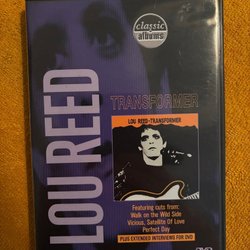 classic
albums
LOU REED
TRANSFORMER
LOU REED-TRANSFORMER
Featuring cuts from:
Walk on the Wild Side
Vicious, Satellite Of Love
Perfect Day
PLUS EXTENDED INTERVIEWS FOR DVD
DVD